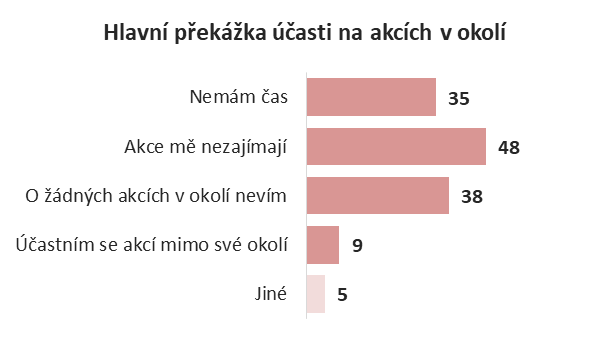 Hlavní překážka účasti na akcích v okolí
Nemám čas 35
Akce mě nezajímají 48
O žádných akcích v okolí nevím 38
Účastním se akcí mimo své okolí 9
Jiné 5